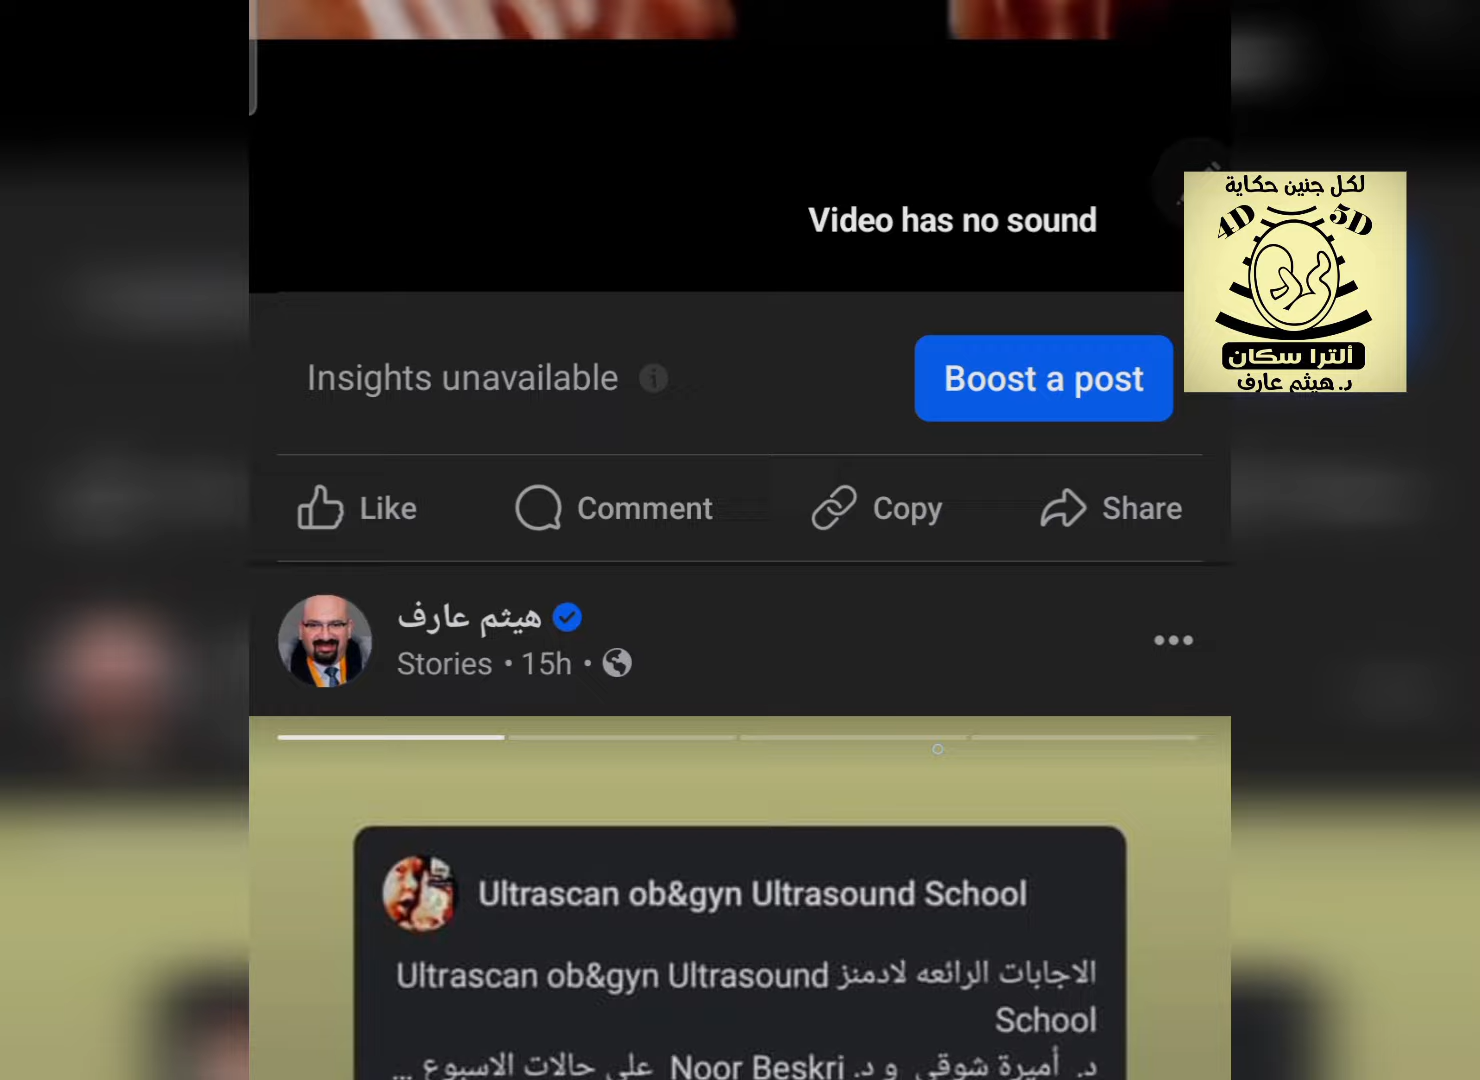 Video has no sound
لكل جنين حكاية
4D 5D
ألترا سكان
د. هيثم عارف
Insights unavailable
Boost a post
Like Comment Copy Share
هيثم عارف
Stories • 15h •
Ultrascan ob&gyn Ultrasound School
الاجابات الرائعه لادمنز Ultrascan ob&gyn Ultrasound
School
د. أميرة شوقي و د. Noor Beskri على حالات الاسبوع ...